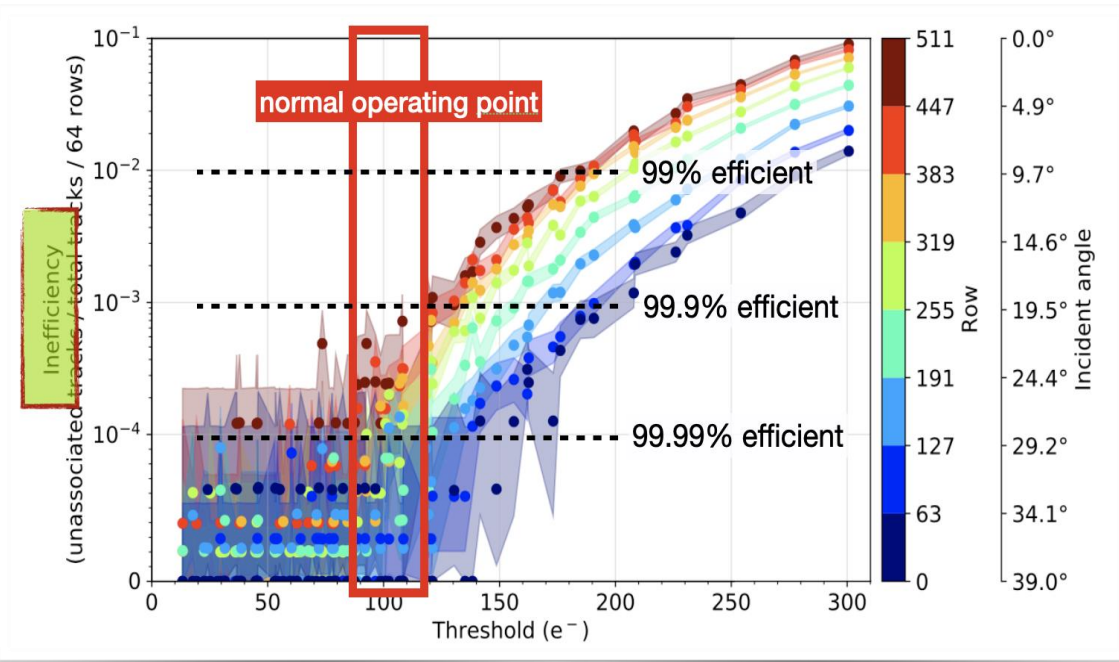 10⁻¹
10⁻²
10⁻³
10⁻⁴
0
Inefficiency
(unassociated tracks / total tracks / 64 rows)
normal operating point
99% efficient
99.9% efficient
99.99% efficient
0 50 100 150 200 250 300
Threshold (e⁻)
511
447
383
319
255
191
127
63
0
Row
0.0°
4.9°
9.7°
14.6°
19.5°
24.4°
29.2°
34.1°
39.0°
Incident angle